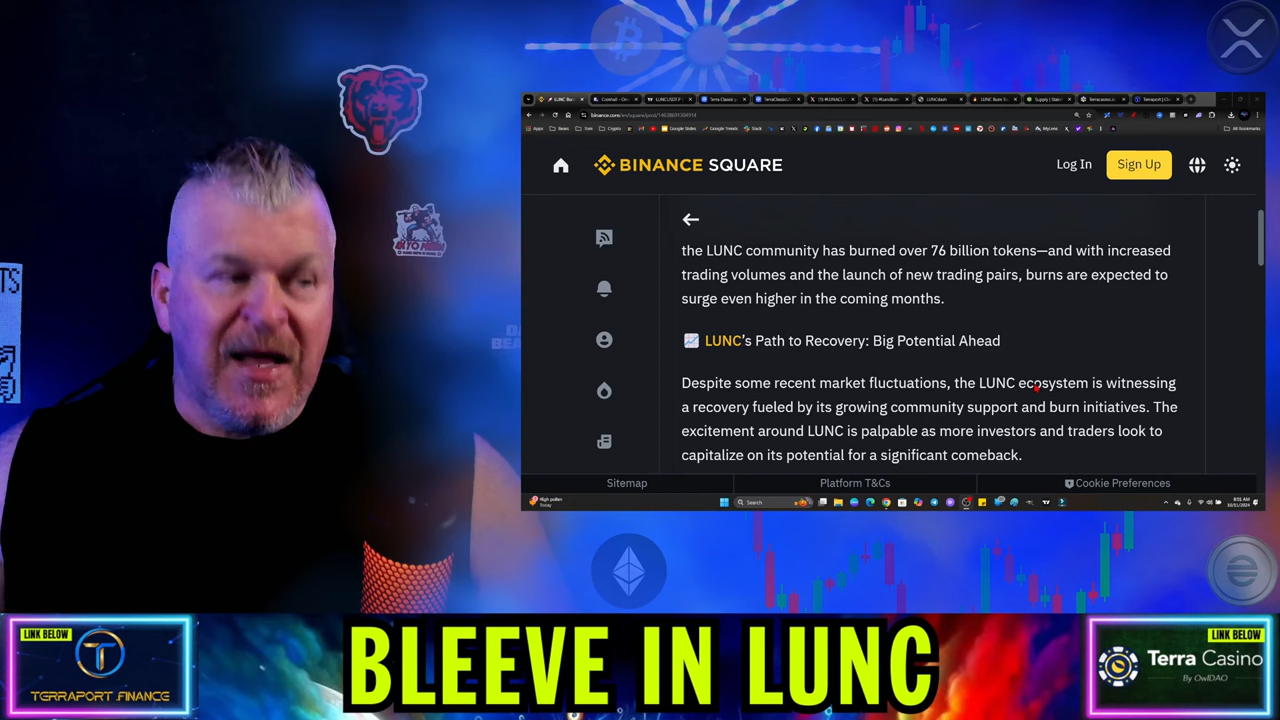 BINANCE SQUARE
Log In
Sign Up
the LUNC community has burned over 76 billion tokens—and with increased
trading volumes and the launch of new trading pairs, burns are expected to
surge even higher in the coming months.
LUNC's Path to Recovery: Big Potential Ahead
Despite some recent market fluctuations, the LUNC ecosystem is witnessing
a recovery fueled by its growing community support and burn initiatives. The
excitement around LUNC is palpable as more investors and traders look to
capitalize on its potential for a significant comeback.
Sitemap
Platform T&Cs
Cookie Preferences
High pollen
Today
Search
TS
LINK BELOW
TERRAPORT FINANCE
BLEEVE IN LUNC
LINK BELOW
Terra Casino
By OwlDAO